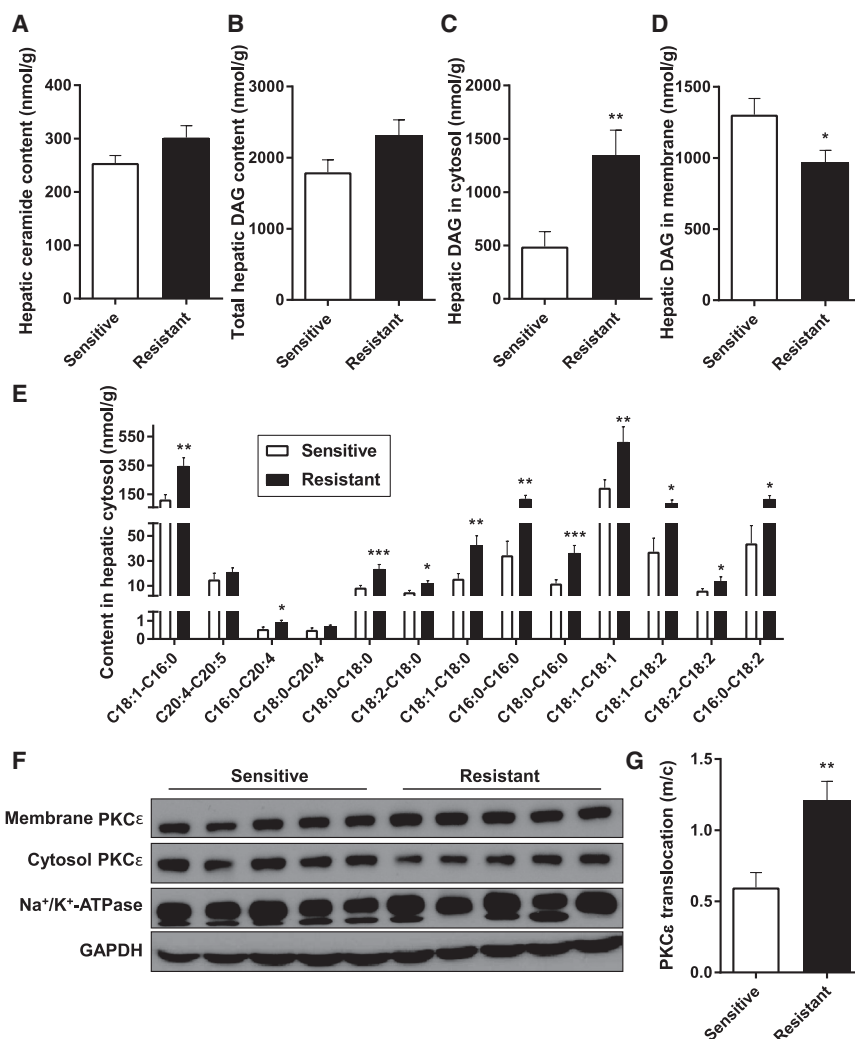 A
Hepatic ceramide content (nmol/g)
400
300
200
100
0
Sensitive
Resistant
B
Total hepatic DAG content (nmol/g)
3000
2000
1000
0
Sensitive
Resistant
C
Hepatic DAG in cytosol (nmol/g)
2000
1500
1000
500
0
**
Sensitive
Resistant
D
Hepatic DAG in membrane (nmol/g)
1500
1000
500
0
*
Sensitive
Resistant
E
Content in hepatic cytosol (nmol/g)
550
350
150
50
30
10
1
0
Sensitive
Resistant
**
*
***
*
**
**
***
**
*
*
*
C18:1-C16:0
C20:4-C20:5
C16:0-C20:4
C18:0-C20:4
C18:0-C18:0
C18:2-C18:0
C18:1-C18:0
C16:0-C16:0
C18:0-C16:0
C18:1-C18:1
C18:1-C18:2
C18:2-C18:2
C16:0-C18:2
F
Sensitive
Resistant
Membrane PKCε
Cytosol PKCε
Na⁺/K⁺-ATPase
GAPDH
G
PKCε translocation (m/c)
1.5
1.0
0.5
0.0
**
Sensitive
Resistant